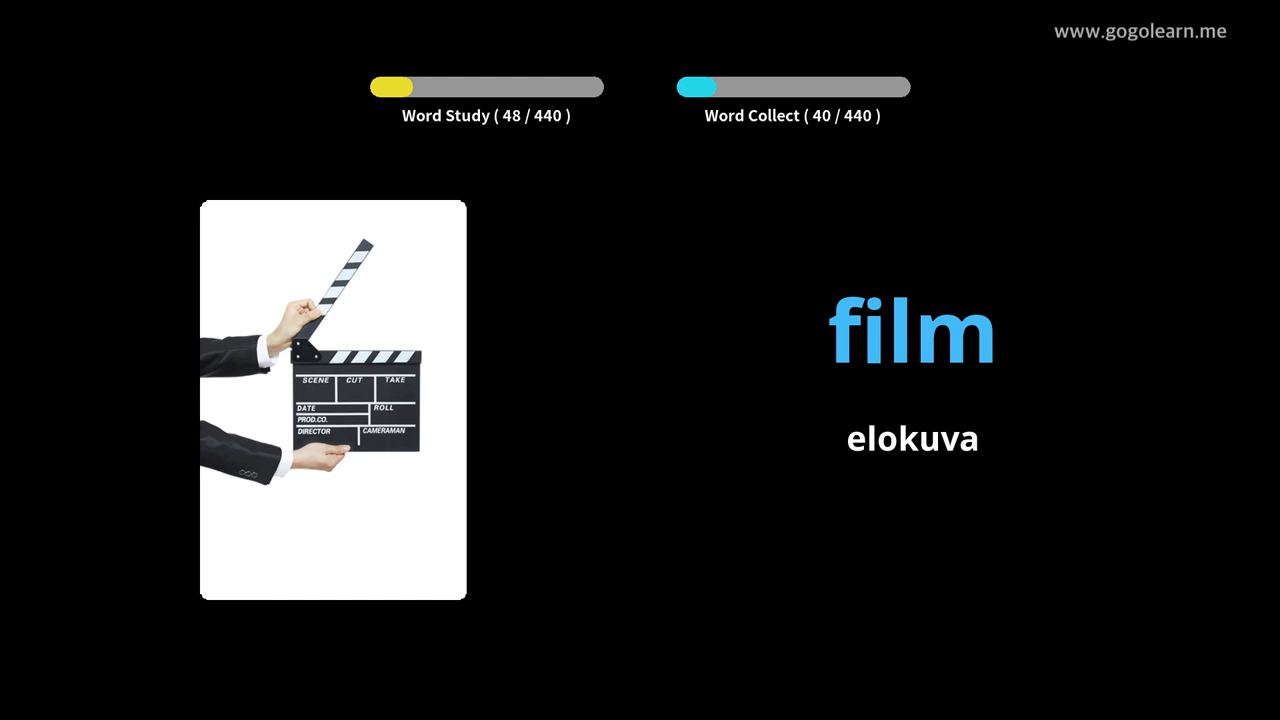 www.gogolearn.me
Word Study ( 48 / 440 )
Word Collect ( 40 / 440 )
SCENE CUT TAKE
DATE ROLL
PROD.CO.
DIRECTOR CAMERAMAN
film
elokuva